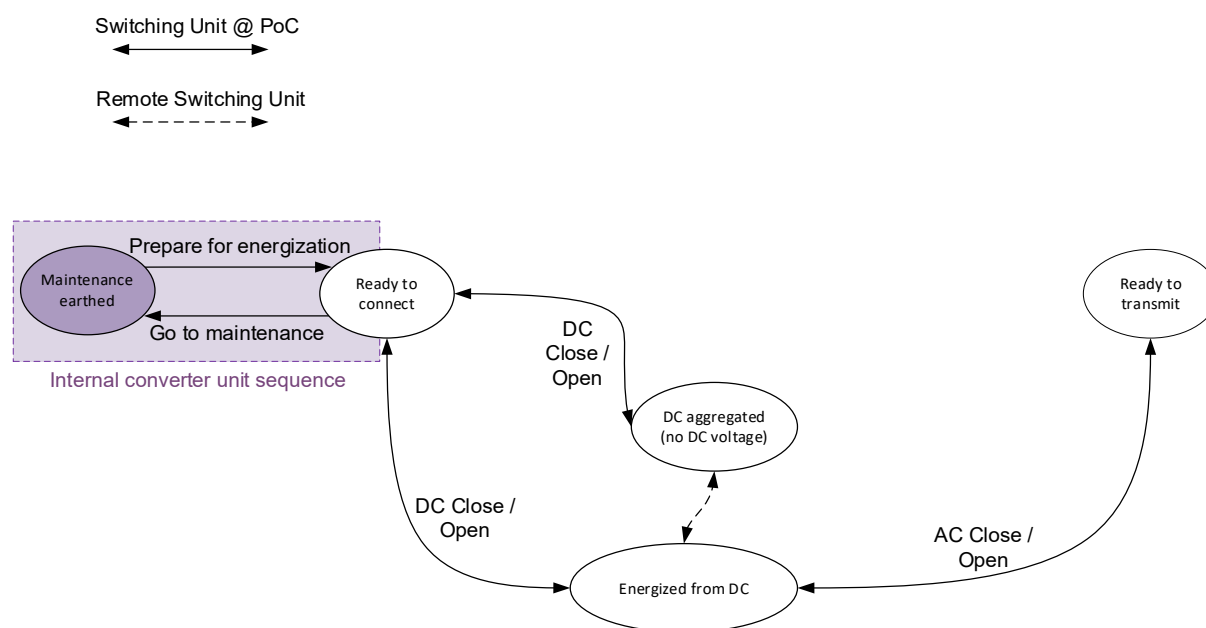 Switching Unit @ PoC
Remote Switching Unit
Prepare for energization
Maintenance
earthed
Ready to
connect
Go to maintenance
Internal converter unit sequence
DC
Close /
Open
Ready to
transmit
DC aggregated
(no DC voltage)
DC Close /
Open
Energized from DC
AC Close /
Open